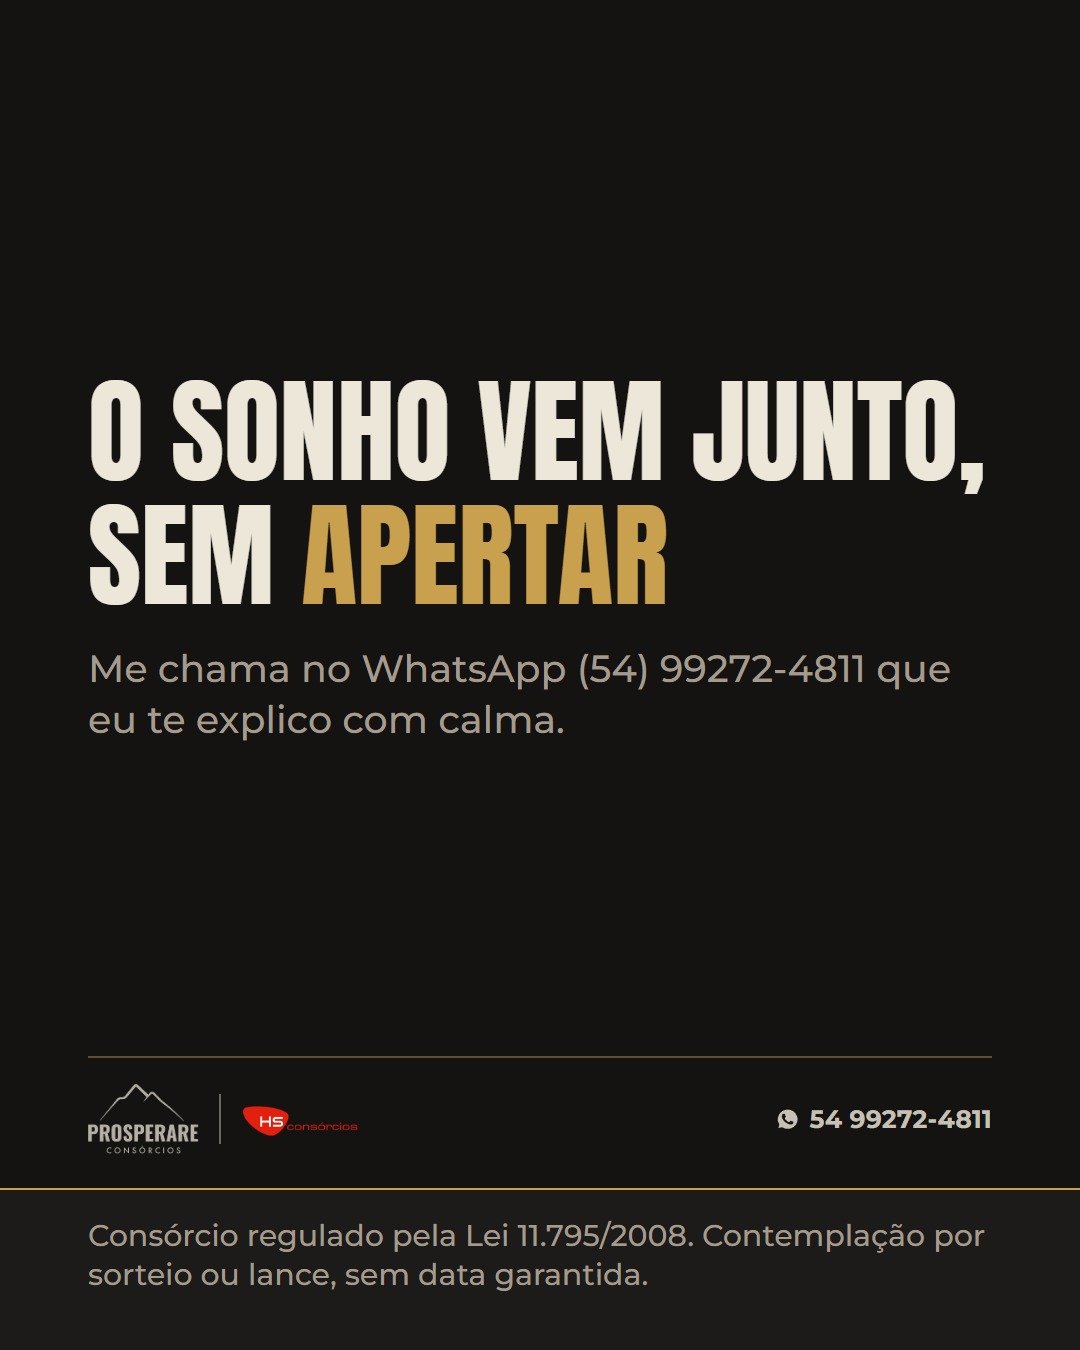 O SONHO VEM JUNTO,
SEM APERTAR
Me chama no WhatsApp (54) 99272-4811 que
eu te explico com calma.
PROSPERARE
CONSÓRCIOS
HS consórcios
54 99272-4811
Consórcio regulado pela Lei 11.795/2008. Contemplação por
sorteio ou lance, sem data garantida.